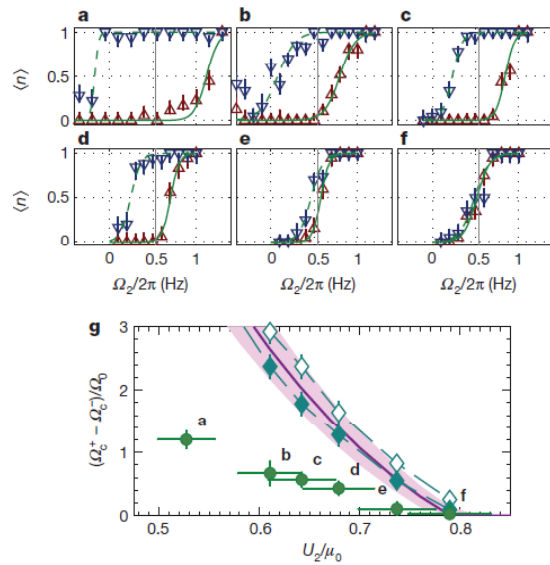 a b c
1
0.5
0
⟨n⟩
d e f
1
0.5
0
⟨n⟩
0 0.5 1 0 0.5 1 0 0.5 1
Ω₂/2π (Hz) Ω₂/2π (Hz) Ω₂/2π (Hz)
g
3
2
1
0
(Ω_c⁺ − Ω_c⁻)/Ω₀
a
b
c
d
e
f
0.5 0.6 0.7 0.8
U₂/μ₀